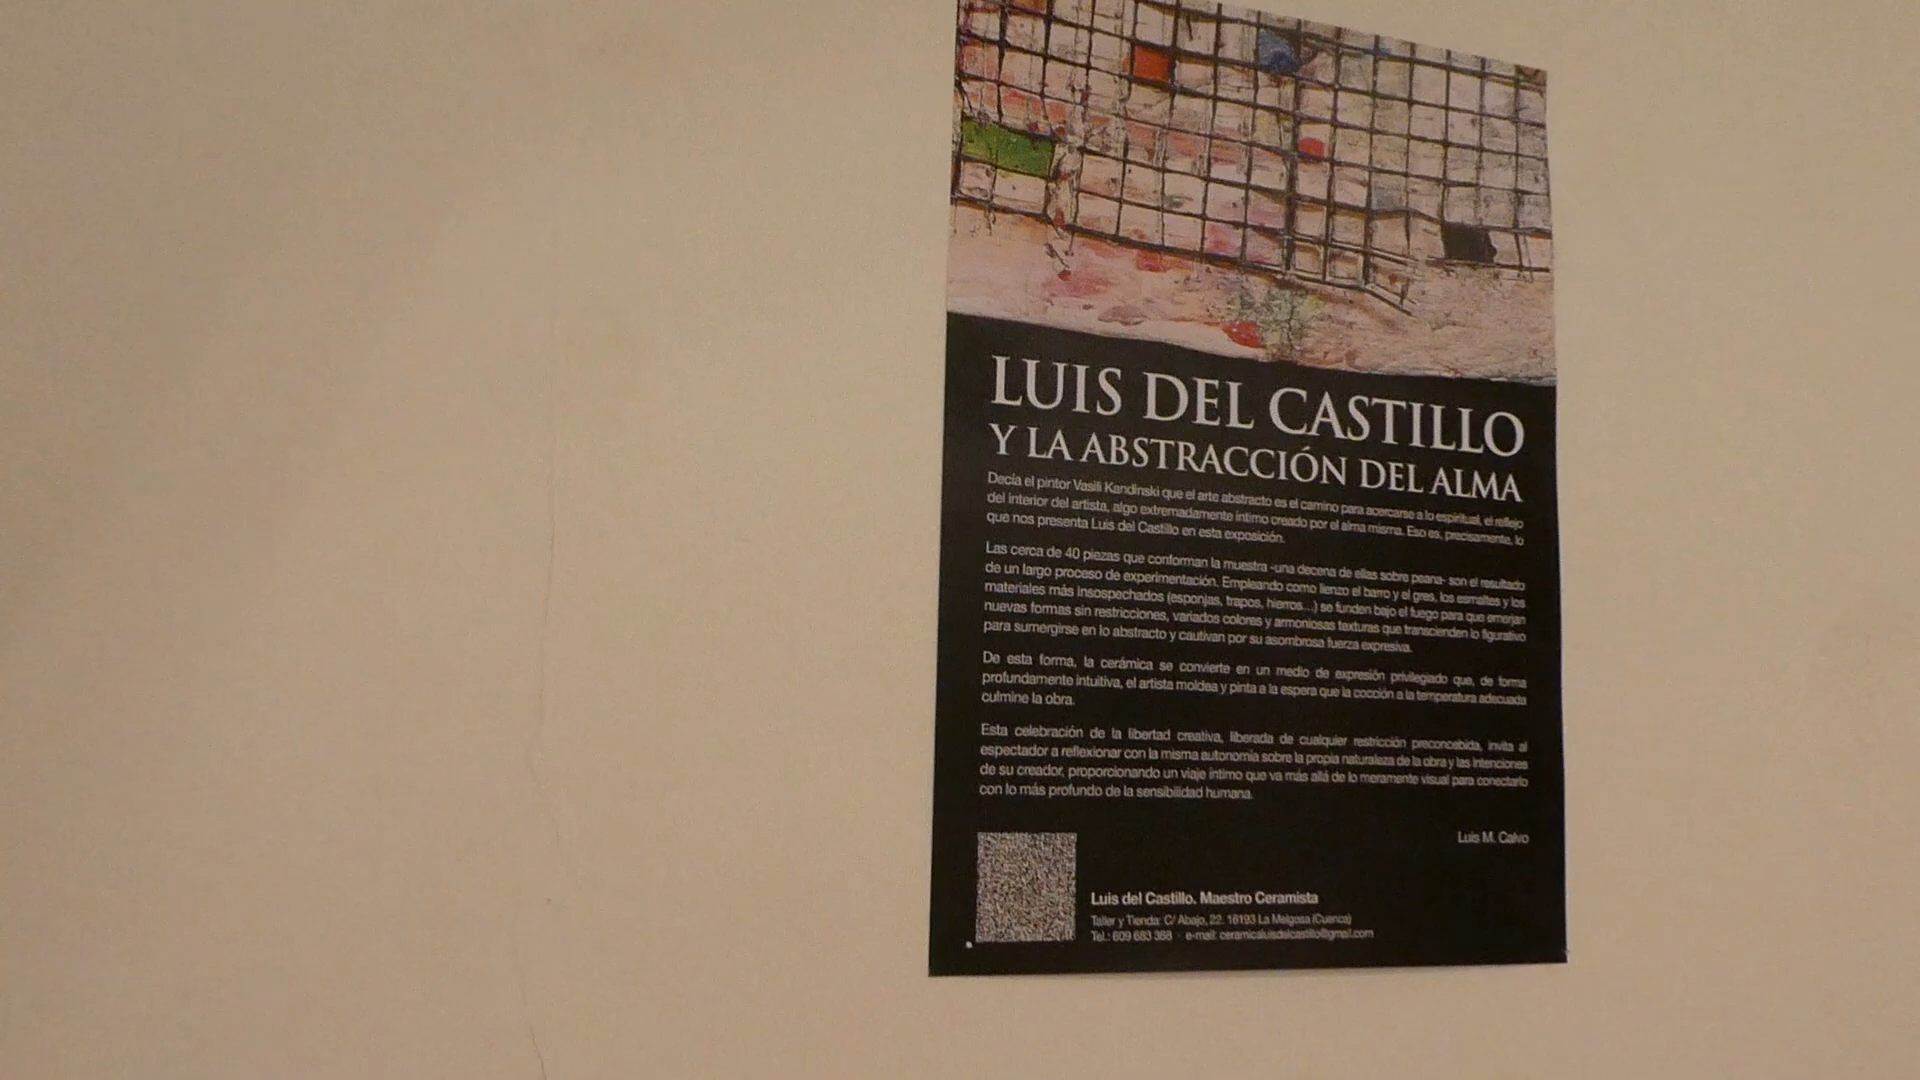 LUIS DEL CASTILLO
Y LA ABSTRACCIÓN DEL ALMA
Decía el pintor Vasili Kandinski que el arte abstracto es el camino para acercarse a lo espiritual, el reflejo
del interior del artista, algo extremadamente íntimo creado por el alma misma. Eso es, precisamente, lo
que nos presenta Luis del Castillo en esta exposición.
Las cerca de 40 piezas que conforman la muestra -una decena de ellas sobre peana- son el resultado
de un largo proceso de experimentación. Empleando como lienzo el barro y el gres, los esmaltes y los
materiales más insospechados (esponjas, trapos, hierros...) se funden bajo el fuego para que emerjan
nuevas formas sin restricciones, variados colores y armoniosas texturas que transcienden lo figurativo
para sumergirse en lo abstracto y cautivan por su asombrosa fuerza expresiva.
De esta forma, la cerámica se convierte en un medio de expresión privilegiado que, de forma
profundamente intuitiva, el artista moldea y pinta a la espera que la cocción a la temperatura adecuada
culmine la obra.
Esta celebración de la libertad creativa, liberada de cualquier restricción preconcebida, invita al
espectador a reflexionar con la misma autonomía sobre la propia naturaleza de la obra y las intenciones
de su creador, proporcionando un viaje íntimo que va más allá de lo meramente visual para conectarlo
con lo más profundo de la sensibilidad humana.
Luis M. Calvo
Luis del Castillo. Maestro Ceramista
Taller y Tienda: C/ Abajo, 22. 16193 La Melgosa (Cuenca)
Tel.: 609 683 368 - e-mail: ceramicaluisdelcastillo@gmail.com